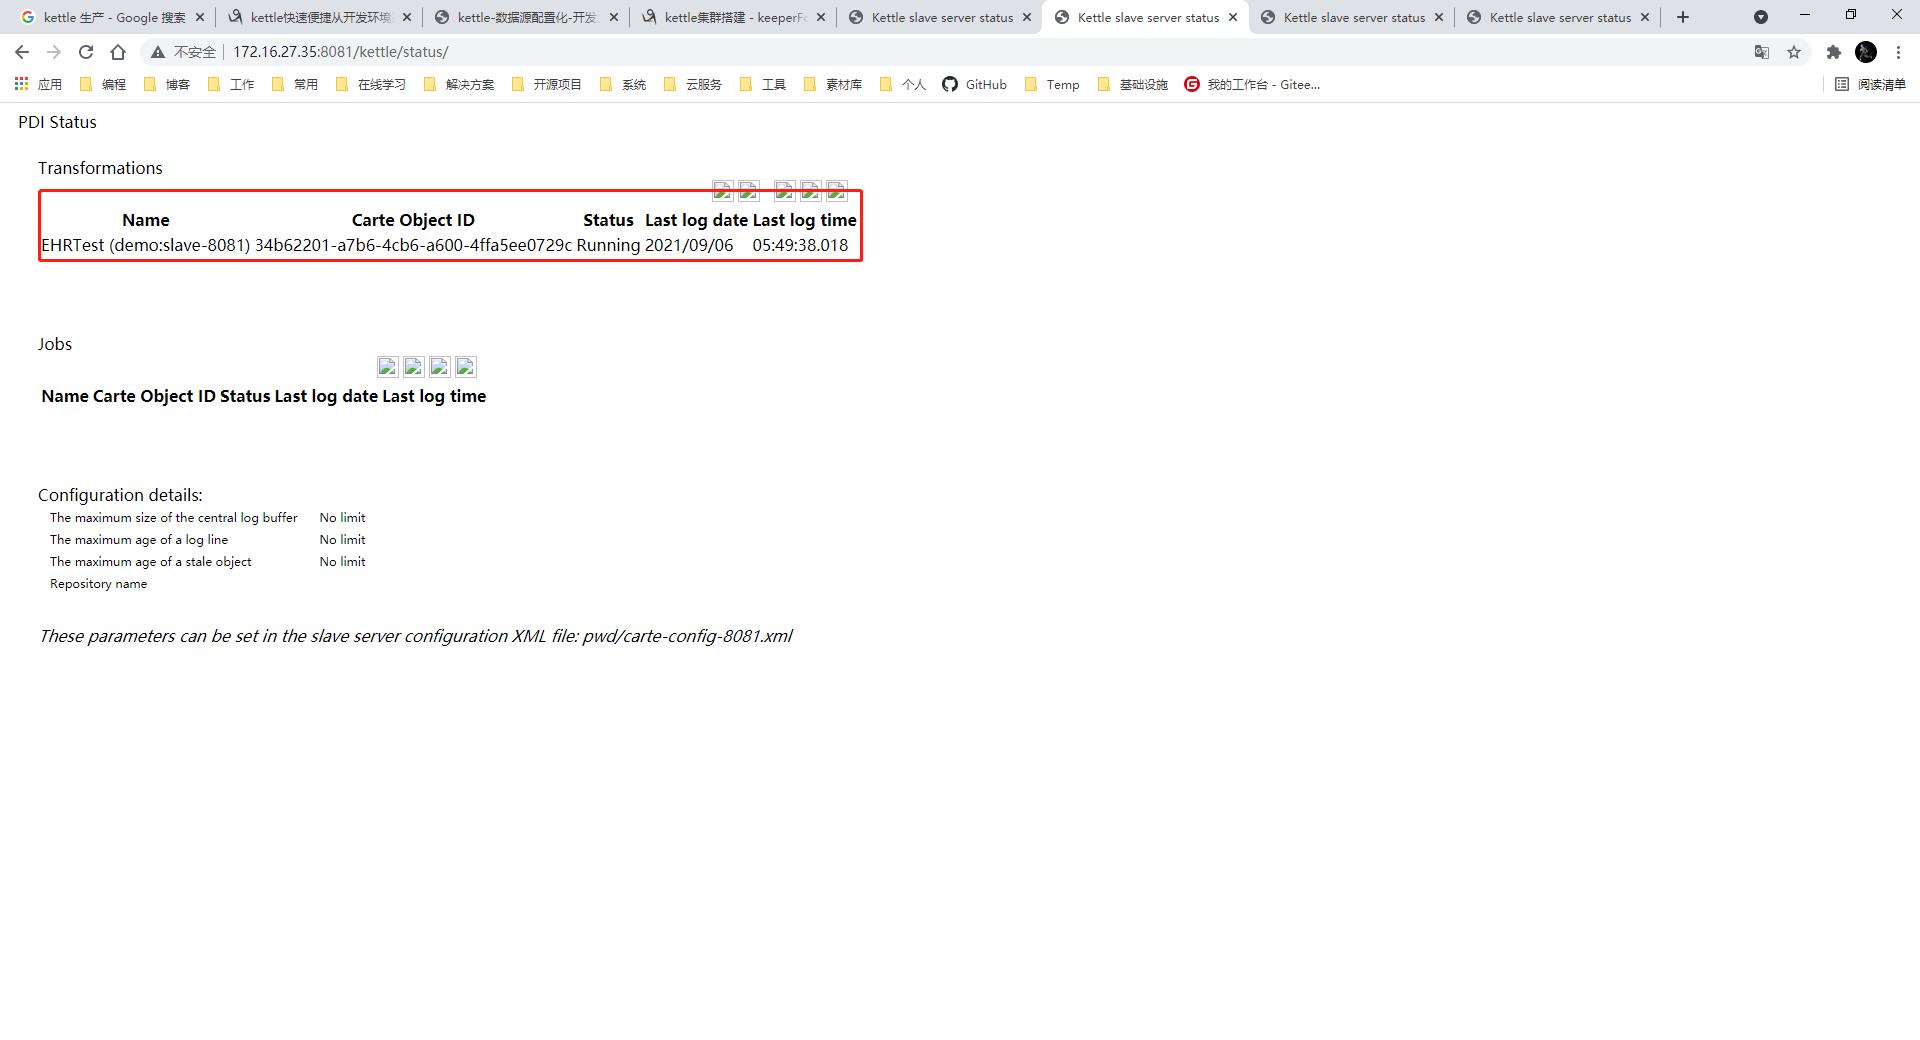 kettle 生产 - Google 搜索
kettle快速便捷从开发环境
kettle-数据源配置化-开发
kettle集群搭建 - keeperFo
Kettle slave server status
Kettle slave server status
Kettle slave server status
Kettle slave server status
不安全 172.16.27.35:8081/kettle/status/
应用 编程 博客 工作 常用 在线学习 解决方案 开源项目 系统 云服务 工具 素材库 个人 GitHub Temp 基础设施 我的工作台 - Gitee... 阅读清单
PDI Status
Transformations
Name Carte Object ID Status Last log date Last log time
EHRTest (demo:slave-8081) 34b62201-a7b6-4cb6-a600-4ffa5ee0729c Running 2021/09/06 05:49:38.018
Jobs
Name Carte Object ID Status Last log date Last log time
Configuration details:
The maximum size of the central log buffer No limit
The maximum age of a log line No limit
The maximum age of a stale object No limit
Repository name
These parameters can be set in the slave server configuration XML file: pwd/carte-config-8081.xml